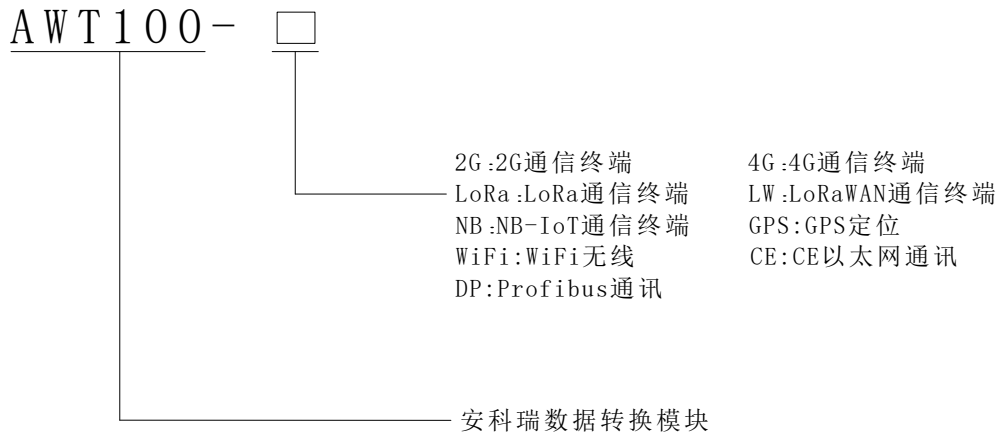 AWT100- □
2G:2G通信终端 4G:4G通信终端
LoRa:LoRa通信终端 LW:LoRaWAN通信终端
NB:NB-IoT通信终端 GPS:GPS定位
WiFi:WiFi无线 CE:CE以太网通讯
DP:Profibus通讯
安科瑞数据转换模块